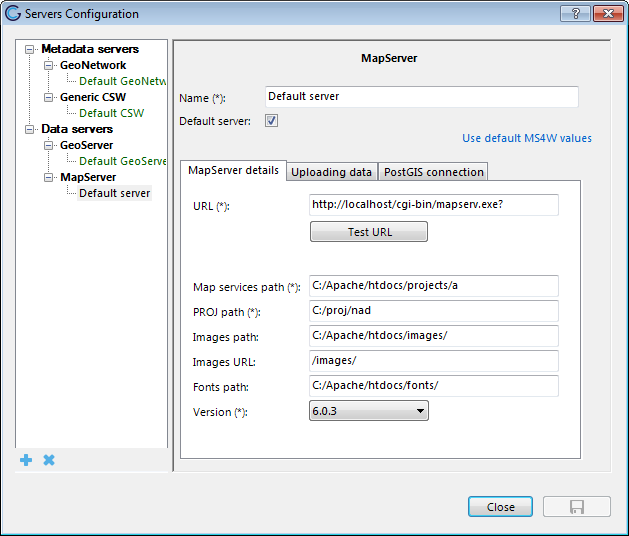 Servers Configuration
?
Metadata servers
GeoNetwork
Default GeoNetw
Generic CSW
Default CSW
Data servers
GeoServer
Default GeoServe
MapServer
Default server
MapServer
Name (*): Default server
Default server:
Use default MS4W values
MapServer details Uploading data PostGIS connection
URL (*): http://localhost/cgi-bin/mapserv.exe?
Test URL
Map services path (*): C:/Apache/htdocs/projects/a
PROJ path (*): C:/proj/nad
Images path: C:/Apache/htdocs/images/
Images URL: /images/
Fonts path: C:/Apache/htdocs/fonts/
Version (*): 6.0.3
Close